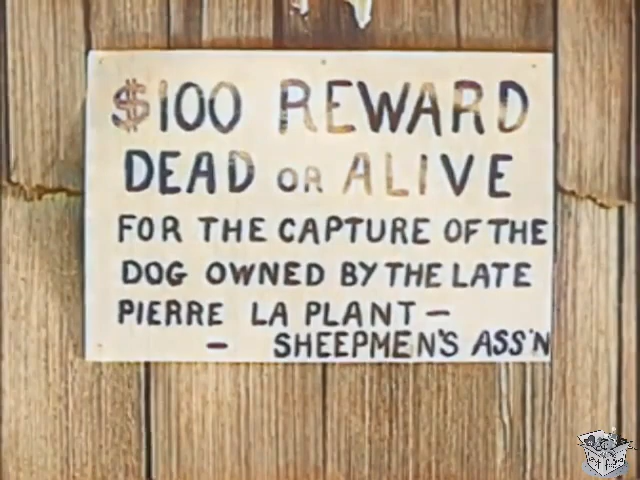 $100 REWARD
DEAD OR ALIVE
FOR THE CAPTURE OF THE
DOG OWNED BY THE LATE
PIERRE LA PLANT —
— SHEEPMEN'S ASS'N